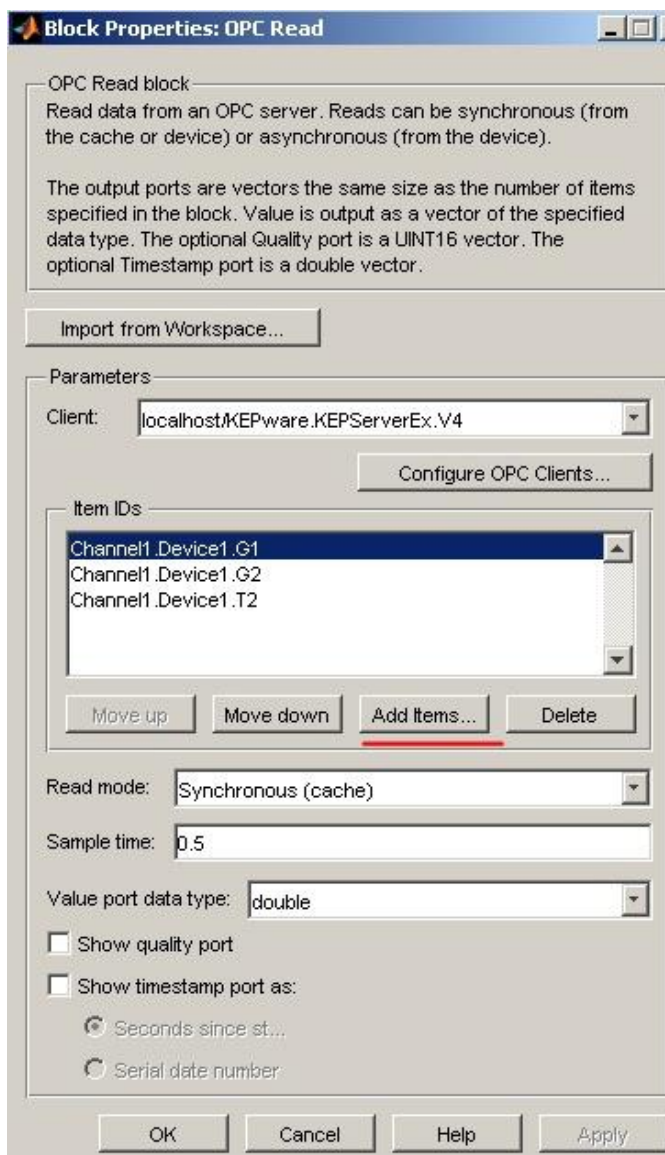 Block Properties: OPC Read
OPC Read block
Read data from an OPC server. Reads can be synchronous (from
the cache or device) or asynchronous (from the device).
The output ports are vectors the same size as the number of items
specified in the block. Value is output as a vector of the specified
data type. The optional Quality port is a UINT16 vector. The
optional Timestamp port is a double vector.
Import from Workspace...
Parameters
Client: localhost/KEPware.KEPServerEx.V4
Configure OPC Clients...
Item IDs
Channel1.Device1.G1
Channel1.Device1.G2
Channel1.Device1.T2
Move up Move down Add Items... Delete
Read mode: Synchronous (cache)
Sample time: 0.5
Value port data type: double
Show quality port
Show timestamp port as:
Seconds since st...
Serial date number
OK Cancel Help Apply